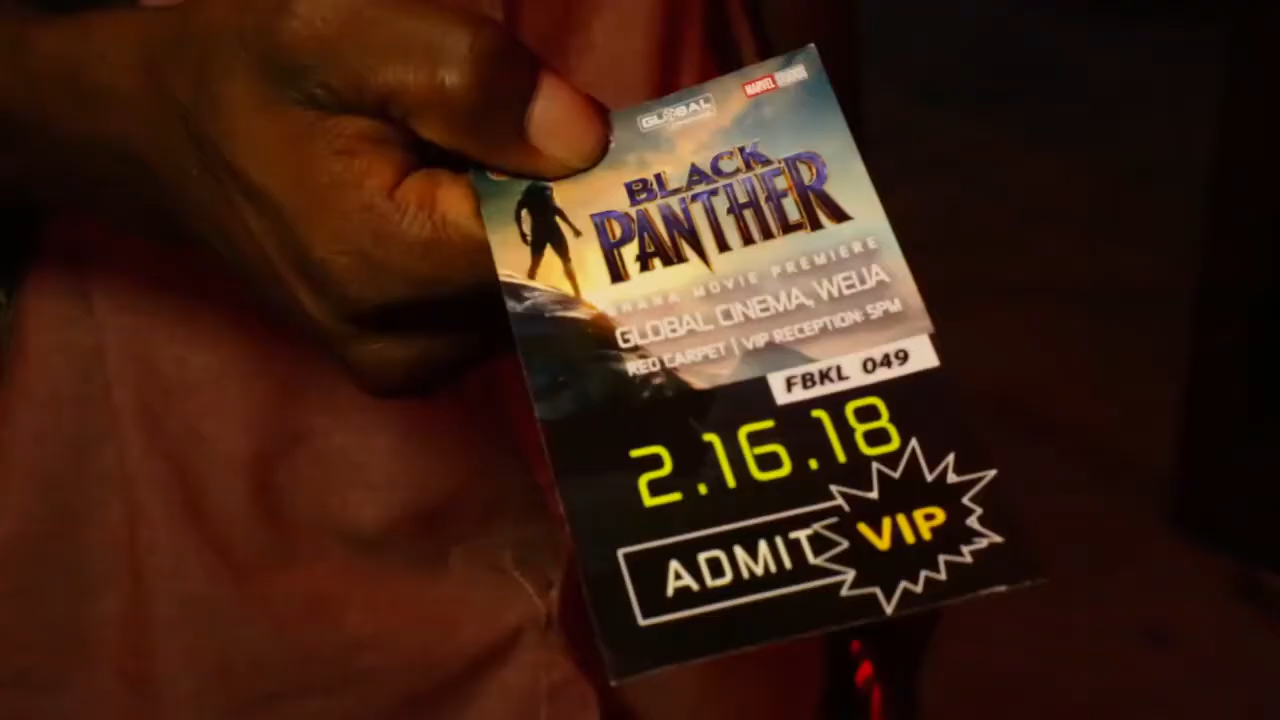 GLOBAL
MARVEL STUDIOS
BLACK
PANTHER
GHANA MOVIE PREMIERE
GLOBAL CINEMA, WEIJA
RED CARPET | VIP RECEPTION: 5PM
FBKL 049
2.16.18
ADMIT
VIP